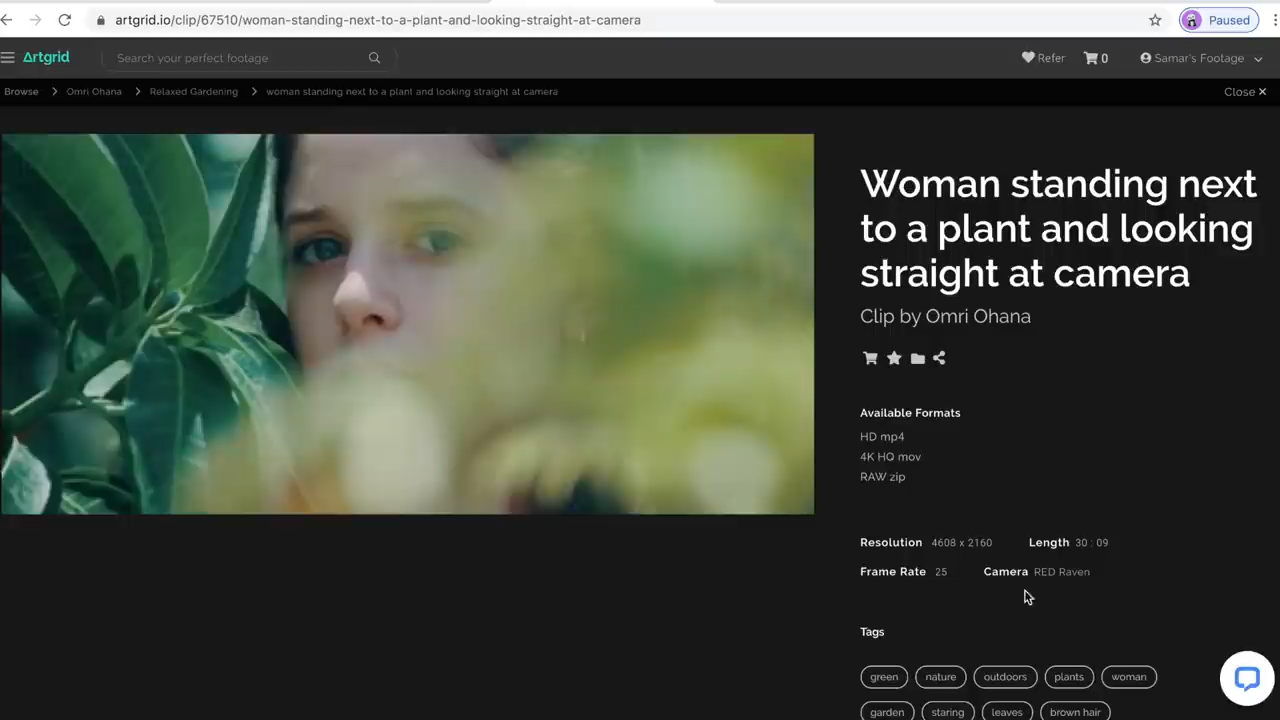 artgrid.io/clip/67510/woman-standing-next-to-a-plant-and-looking-straight-at-camera
Paused
Artgrid
Search your perfect footage
Refer
0
Samar's Footage
Browse > Omri Ohana > Relaxed Gardening > woman standing next to a plant and looking straight at camera
Close ×
Woman standing next
to a plant and looking
straight at camera
Clip by Omri Ohana
Available Formats
HD mp4
4K HQ mov
RAW zip
Resolution 4608 x 2160 Length 30 : 09
Frame Rate 25 Camera RED Raven
Tags
green nature outdoors plants woman
garden staring leaves brown hair